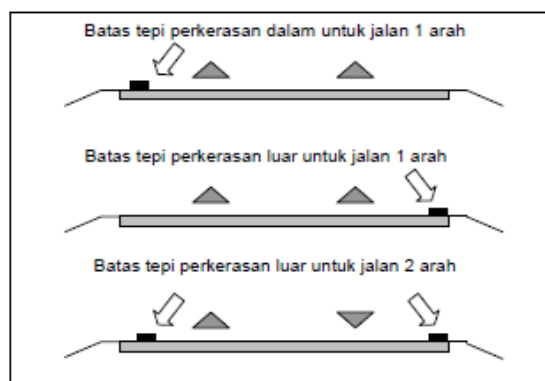 Batas tepi perkerasan dalam untuk jalan 1 arah
Batas tepi perkerasan luar untuk jalan 1 arah
Batas tepi perkerasan luar untuk jalan 2 arah